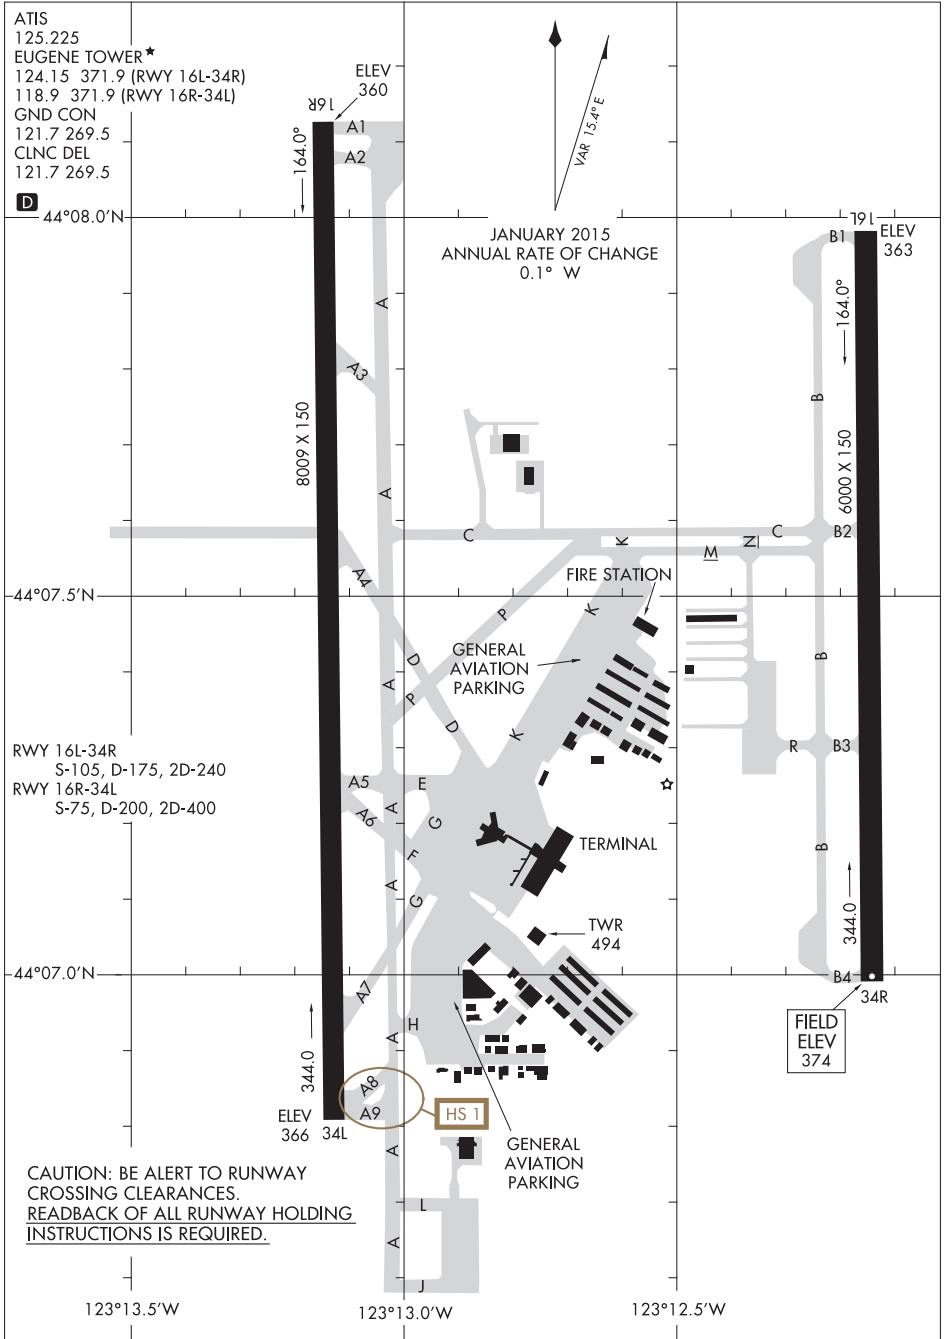 ATIS
125.225
EUGENE TOWER★
124.15 371.9 (RWY 16L-34R)
118.9 371.9 (RWY 16R-34L)
GND CON
121.7 269.5
CLNC DEL
121.7 269.5
D
ELEV
360
16R
A1
A2
164.0°
VAR 15.4° E
JANUARY 2015
ANNUAL RATE OF CHANGE
0.1° W
44°08.0'N
16L
B1
ELEV
363
164.0°
A
A3
B
8009 X 150
6000 X 150
A
C
K
N
C
B2
M
A4
FIRE STATION
44°07.5'N
P
K
GENERAL
AVIATION
PARKING
D
B
A
P
D
K
R
B3
RWY 16L-34R
S-105, D-175, 2D-240
RWY 16R-34L
S-75, D-200, 2D-400
A5
E
A
A6
G
F
TERMINAL
B
A
G
344.0
TWR
494
44°07.0'N
B4
34R
A7
H
FIELD
ELEV
374
A
344.0
A8
A9
HS 1
ELEV
366
34L
A
GENERAL
AVIATION
PARKING
CAUTION: BE ALERT TO RUNWAY
CROSSING CLEARANCES.
READBACK OF ALL RUNWAY HOLDING
INSTRUCTIONS IS REQUIRED.
L
A
J
123°13.5'W
123°13.0'W
123°12.5'W